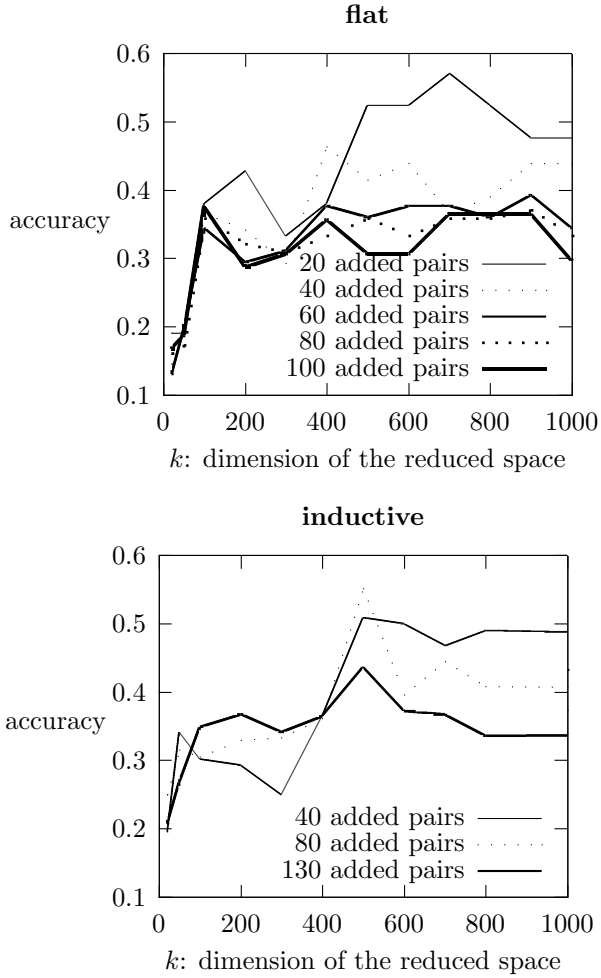 flat
0.6
0.5
0.4
accuracy
0.3
20 added pairs
40 added pairs
0.2
60 added pairs
80 added pairs
100 added pairs
0.1
0 200 400 600 800 1000
k: dimension of the reduced space
inductive
0.6
0.5
0.4
accuracy
0.3
40 added pairs
0.2
80 added pairs
130 added pairs
0.1
0 200 400 600 800 1000
k: dimension of the reduced space